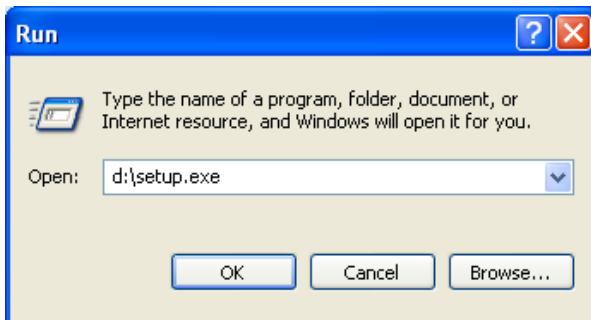 Run
Type the name of a program, folder, document, or
Internet resource, and Windows will open it for you.
Open: d:\setup.exe
OK Cancel Browse...